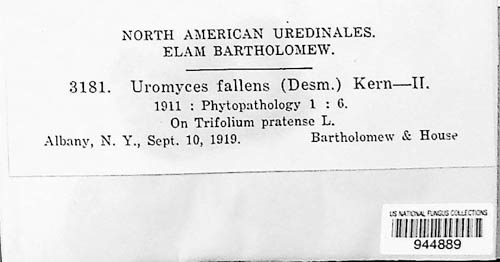 NORTH AMERICAN UREDINALES.
ELAM BARTHOLOMEW.
3181. Uromyces fallens (Desm.) Kern—II.
1911 : Phytopathology 1 : 6.
On Trifolium pratense L.
Albany, N. Y., Sept. 10, 1919. Bartholomew & House
US NATIONAL FUNGUS COLLECTIONS
944889